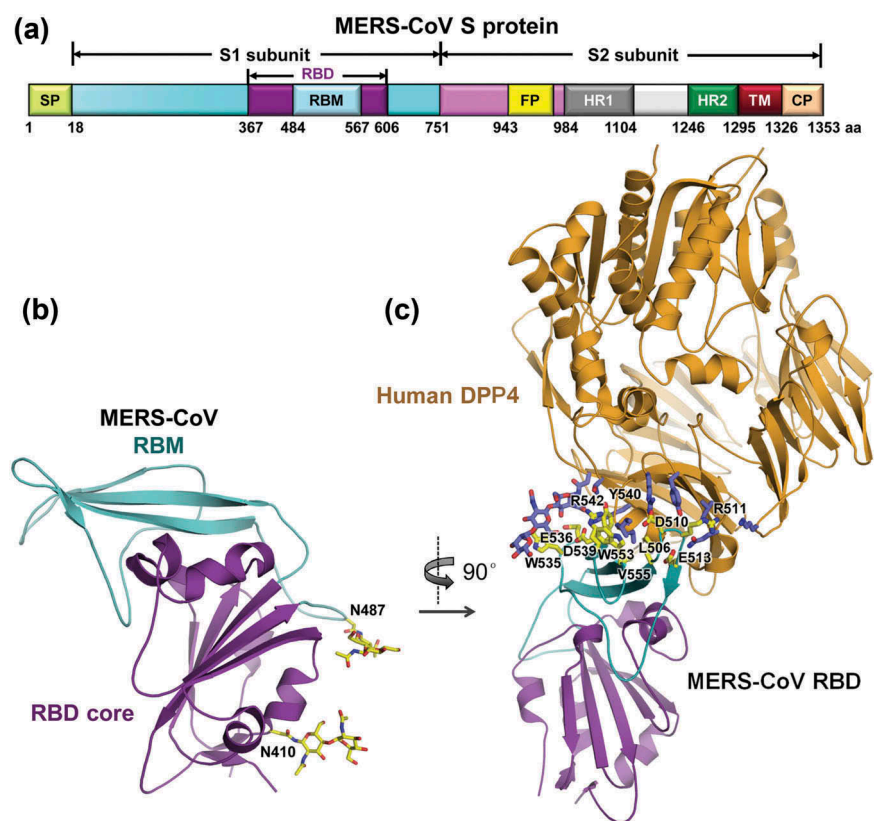 (a)
MERS-CoV S protein
S1 subunit
S2 subunit
RBD
SP
RBM
FP
HR1
HR2
TM
CP
1 18 367 484 567 606 751 943 984 1104 1246 1295 1326 1353 aa
(b)
(c)
Human DPP4
MERS-CoV
RBM
R542
Y540
R511
D510
E536
D539
W553
L506
E513
W535
V555
90°
N487
RBD core
N410
MERS-CoV RBD